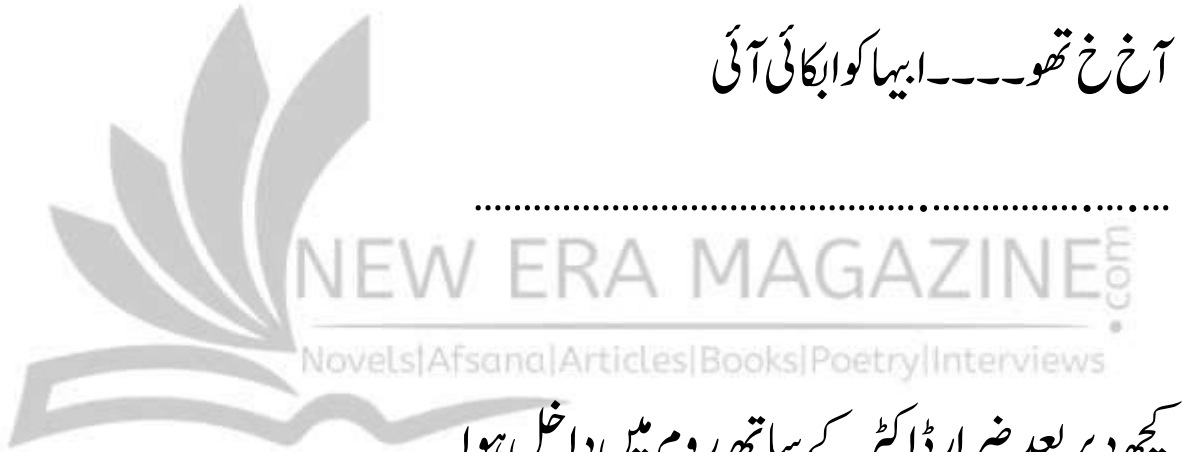 آخ خ تھو۔۔۔۔ابیہا کو ابکائی آئی
................................................................
NEW ERA MAGAZINE.com
Novels|Afsana|Articles|Books|Poetry|Interviews
کچھ دیر بعد ضرار ڈاکٹر کے ساتھ روم میں داخل ہوا